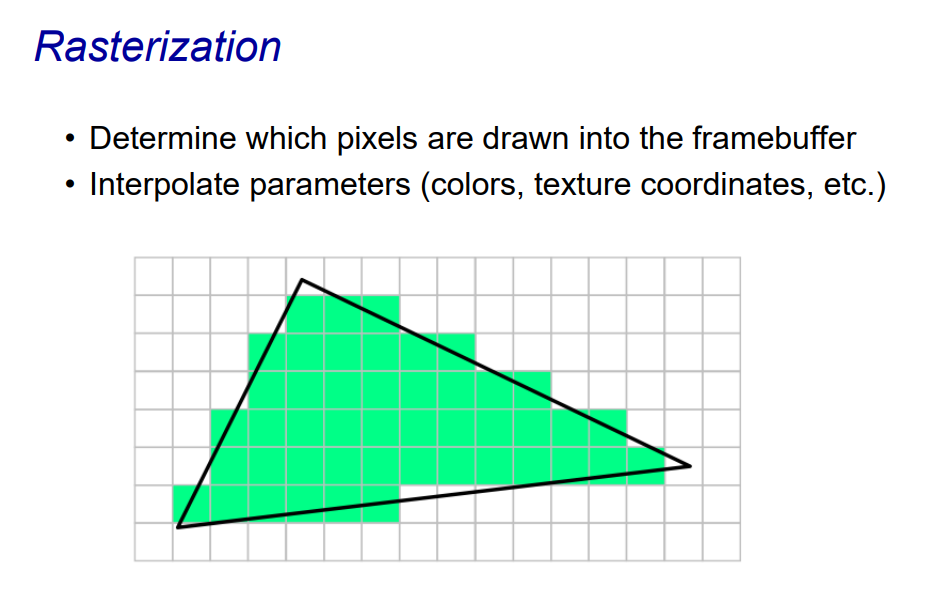 Rasterization
• Determine which pixels are drawn into the framebuffer
• Interpolate parameters (colors, texture coordinates, etc.)